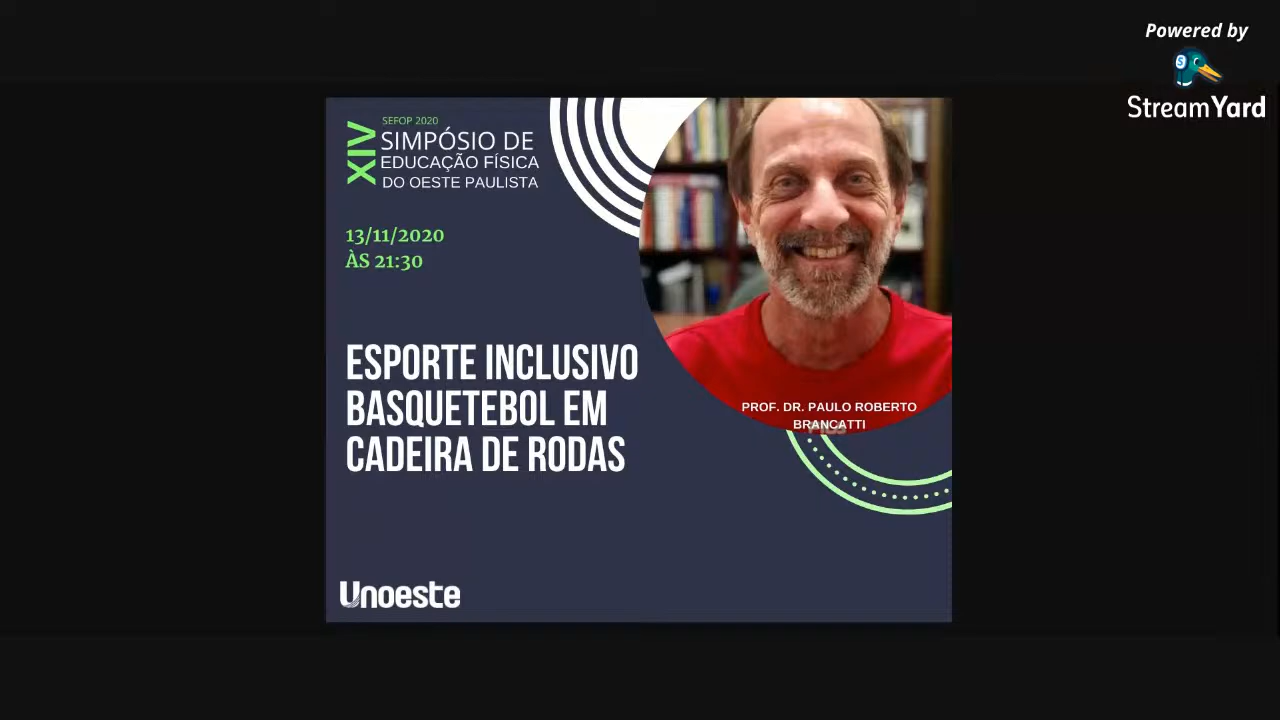 Powered by
StreamYard
SEFOP 2020
XIV
SIMPÓSIO DE
EDUCAÇÃO FÍSICA
DO OESTE PAULISTA
13/11/2020
ÀS 21:30
ESPORTE INCLUSIVO
BASQUETEBOL EM
CADEIRA DE RODAS
PROF. DR. PAULO ROBERTO
BRANCATTI
Unoeste